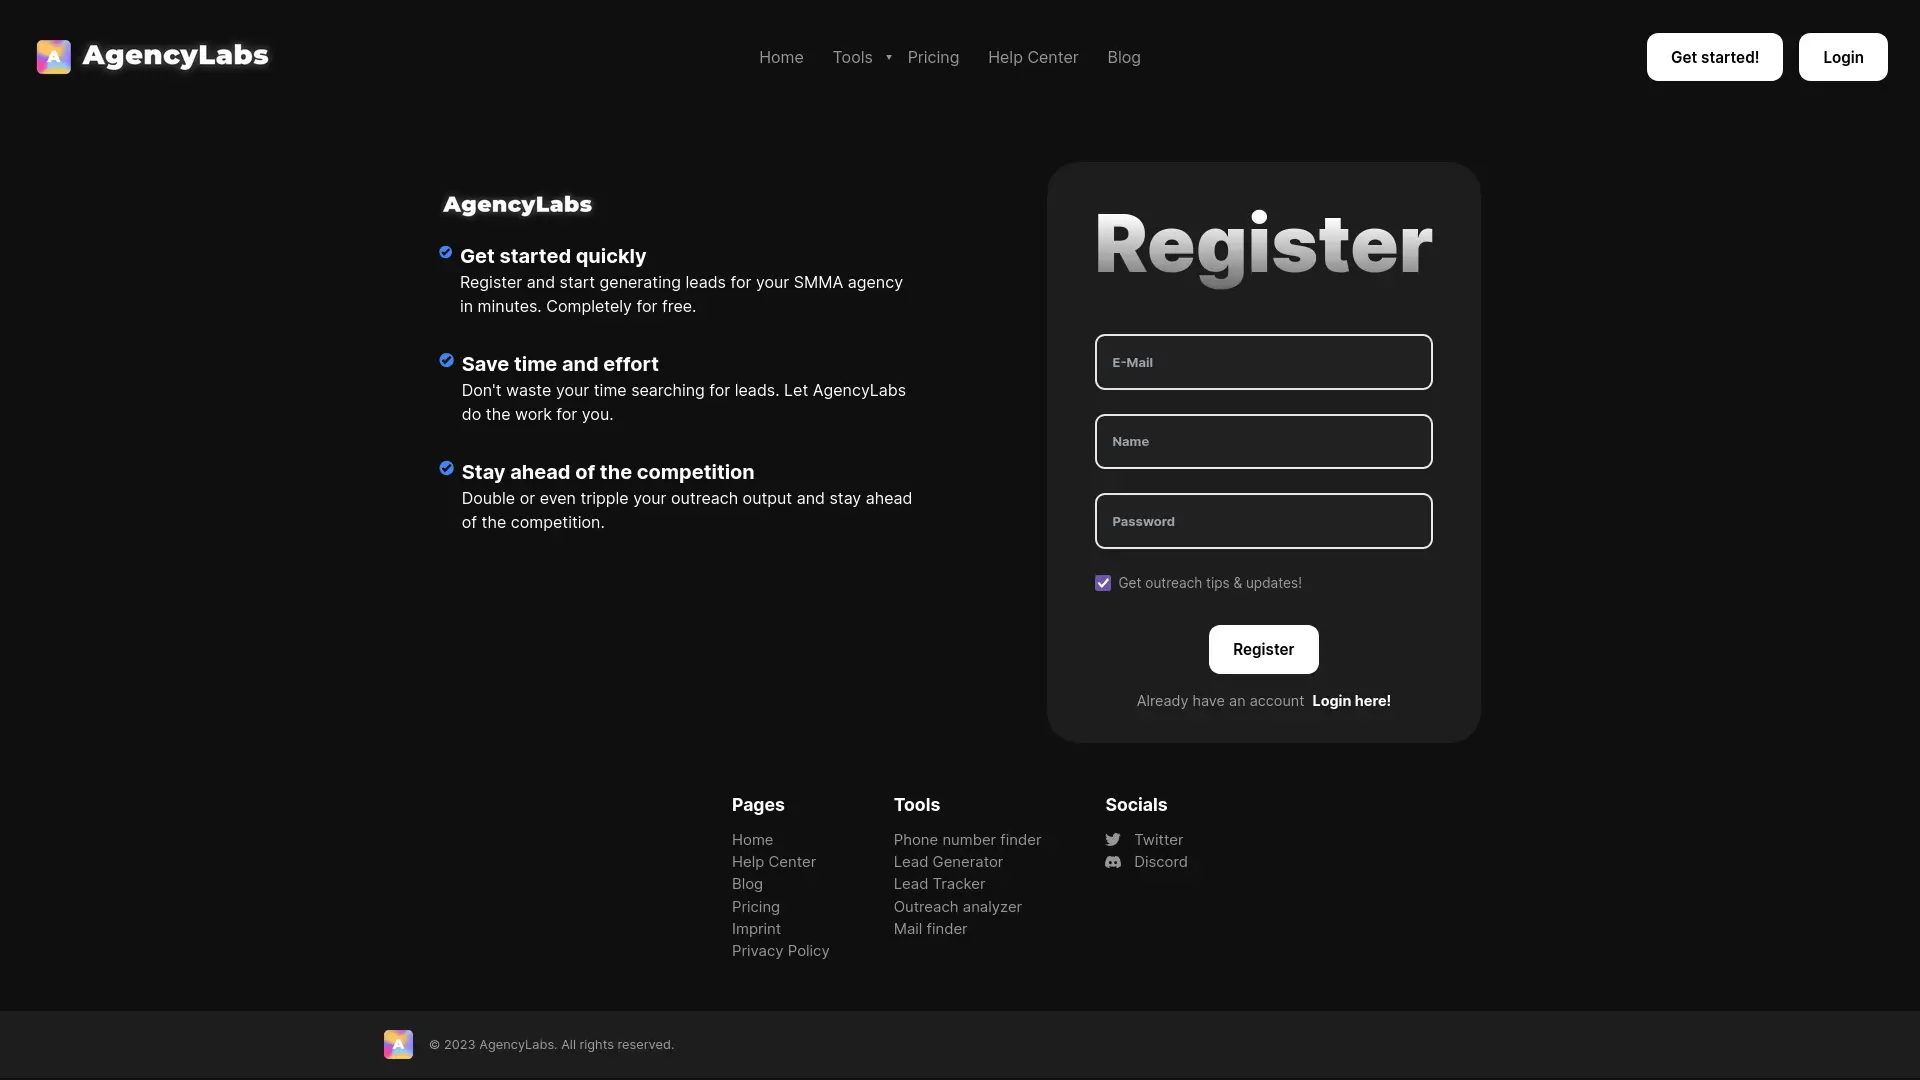 A AgencyLabs
Home Tools ▾ Pricing Help Center Blog
Get started! Login
AgencyLabs
Get started quickly
Register and start generating leads for your SMMA agency
in minutes. Completely for free.
Save time and effort
Don't waste your time searching for leads. Let AgencyLabs
do the work for you.
Stay ahead of the competition
Double or even tripple your outreach output and stay ahead
of the competition.
Register
E-Mail
Name
Password
Get outreach tips & updates!
Register
Already have an account Login here!
Pages
Home
Help Center
Blog
Pricing
Imprint
Privacy Policy
Tools
Phone number finder
Lead Generator
Lead Tracker
Outreach analyzer
Mail finder
Socials
Twitter
Discord
A © 2023 AgencyLabs. All rights reserved.